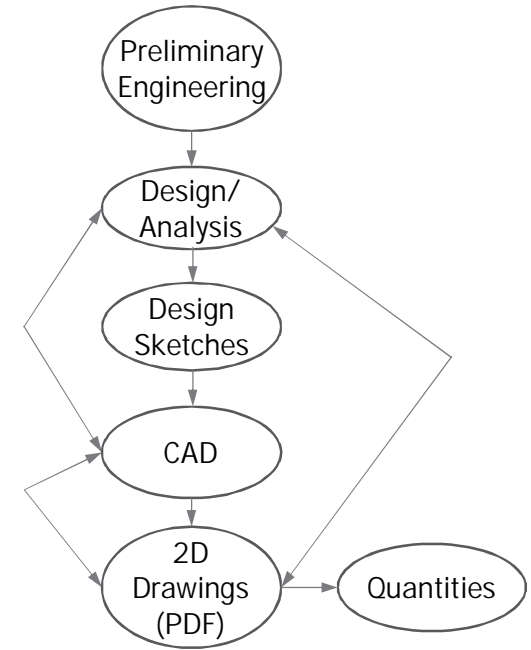 Preliminary
Engineering
Design/
Analysis
Design
Sketches
CAD
2D
Drawings
(PDF)
Quantities